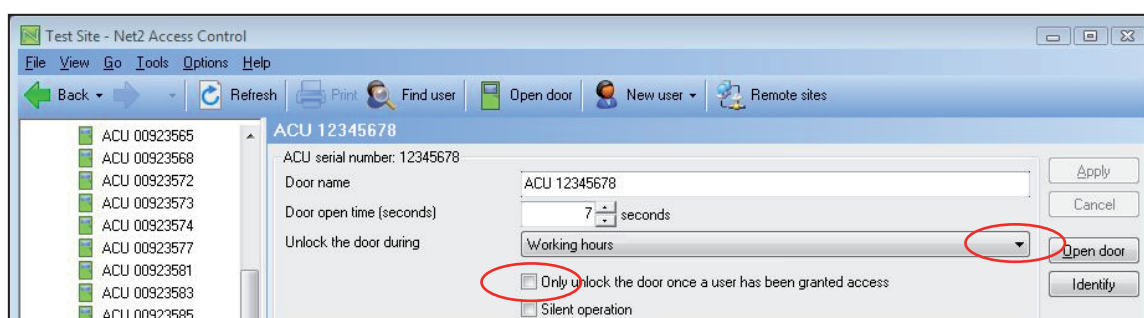 Test Site - Net2 Access Control
File View Go Tools Options Help
Back Refresh Print Find user Open door New user Remote sites
ACU 00923565
ACU 00923568
ACU 00923572
ACU 00923573
ACU 00923574
ACU 00923577
ACU 00923581
ACU 00923583
ACU 00923585
ACU 12345678
ACU serial number: 12345678
Door name ACU 12345678
Door open time (seconds) 7 seconds
Unlock the door during Working hours
Only unlock the door once a user has been granted access
Silent operation
Apply
Cancel
Open door
Identify